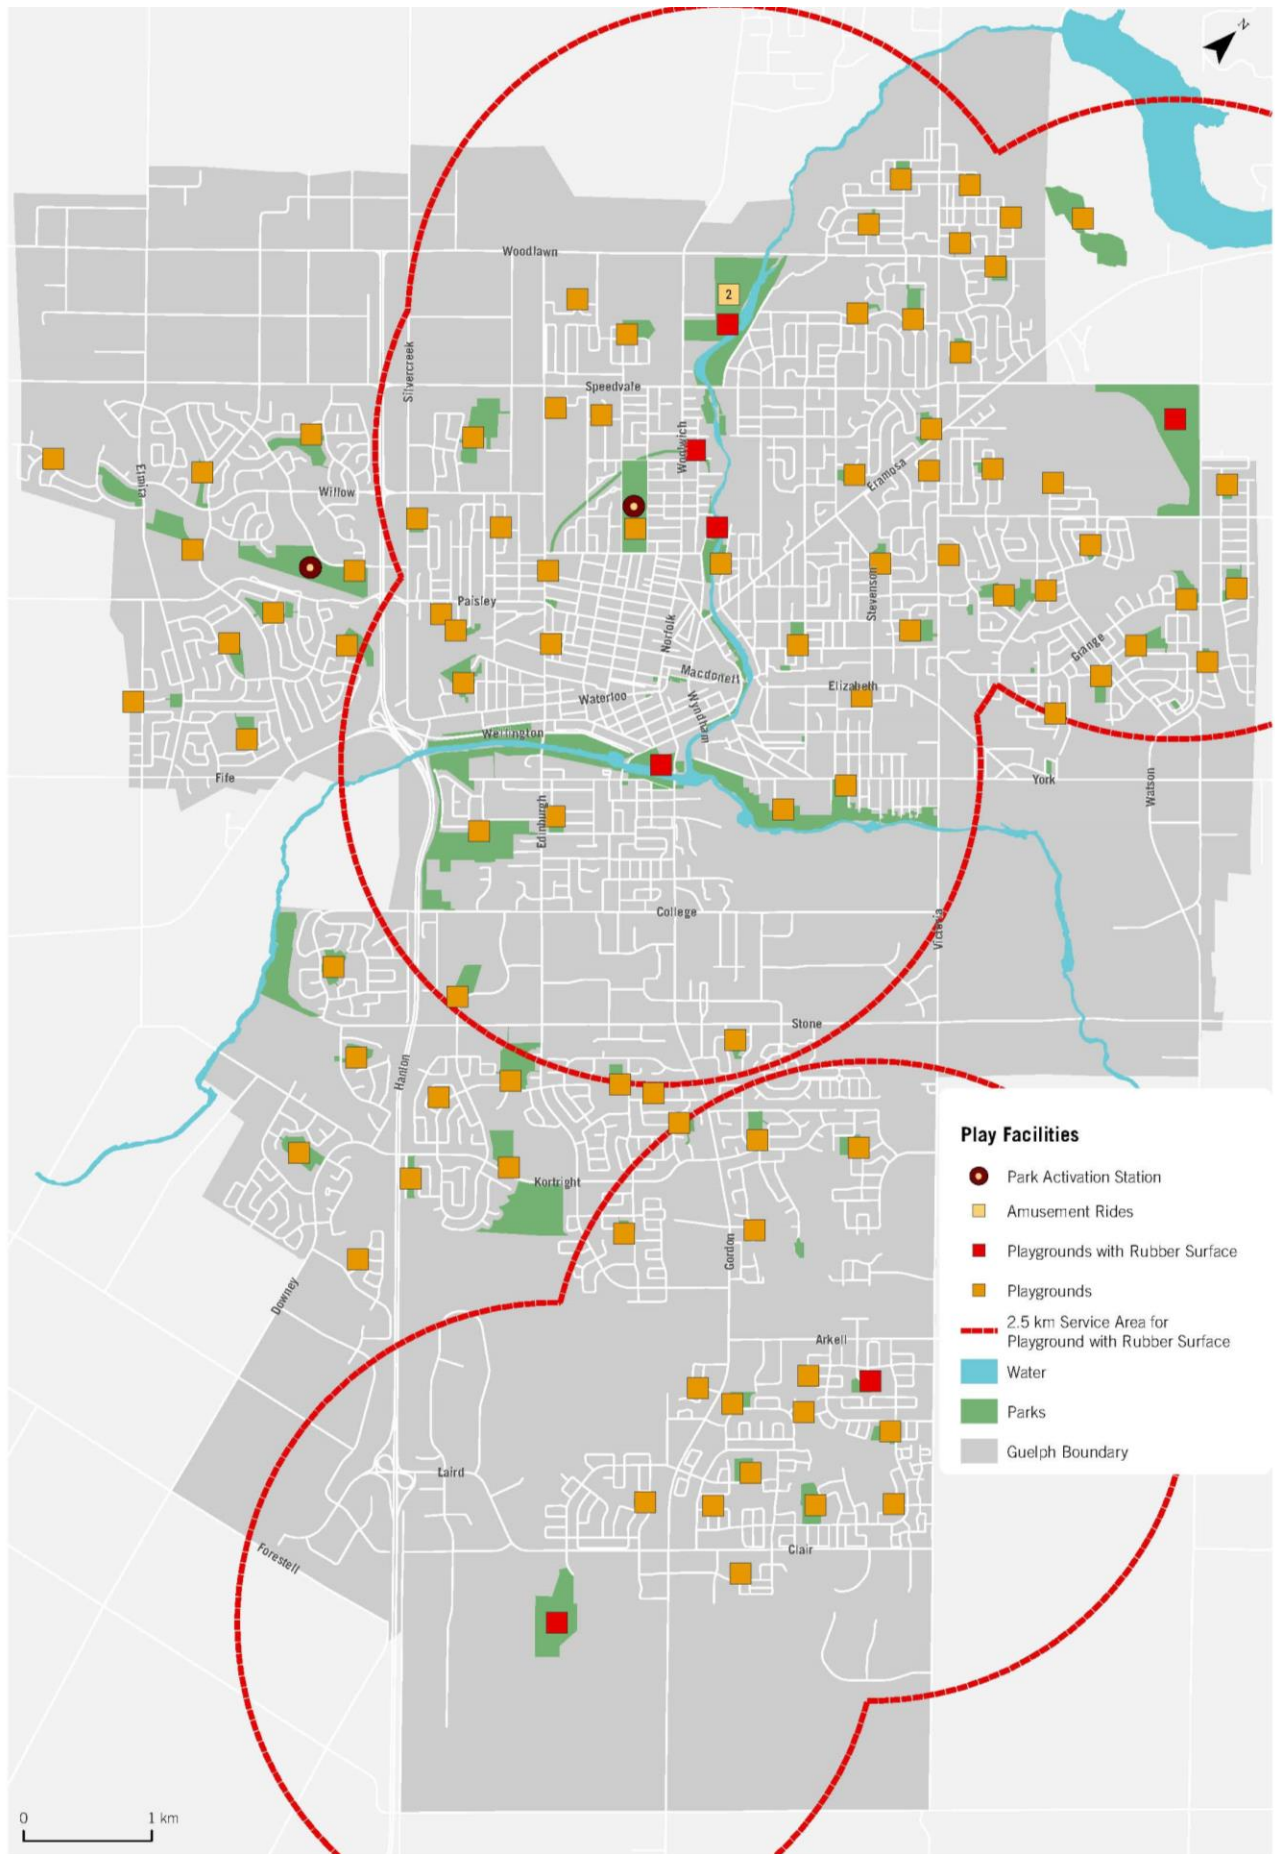 N
Woodlawn
2
Silvercreek
Speedvale
Woolwich
Elmira
Willow
Eramosa
Paisley
Stevenson
Norfolk
Grange
Macdonell
Elizabeth
Waterloo
Wyndham
Wellington
Fife
York
Watson
Edinburgh
College
Victoria
Stone
Hanlon
Kortright
Gordon
Downey
Arkell
Laird
Clair
Forestell
Play Facilities
Park Activation Station
Amusement Rides
Playgrounds with Rubber Surface
Playgrounds
2.5 km Service Area for
Playground with Rubber Surface
Water
Parks
Guelph Boundary
0 1 km